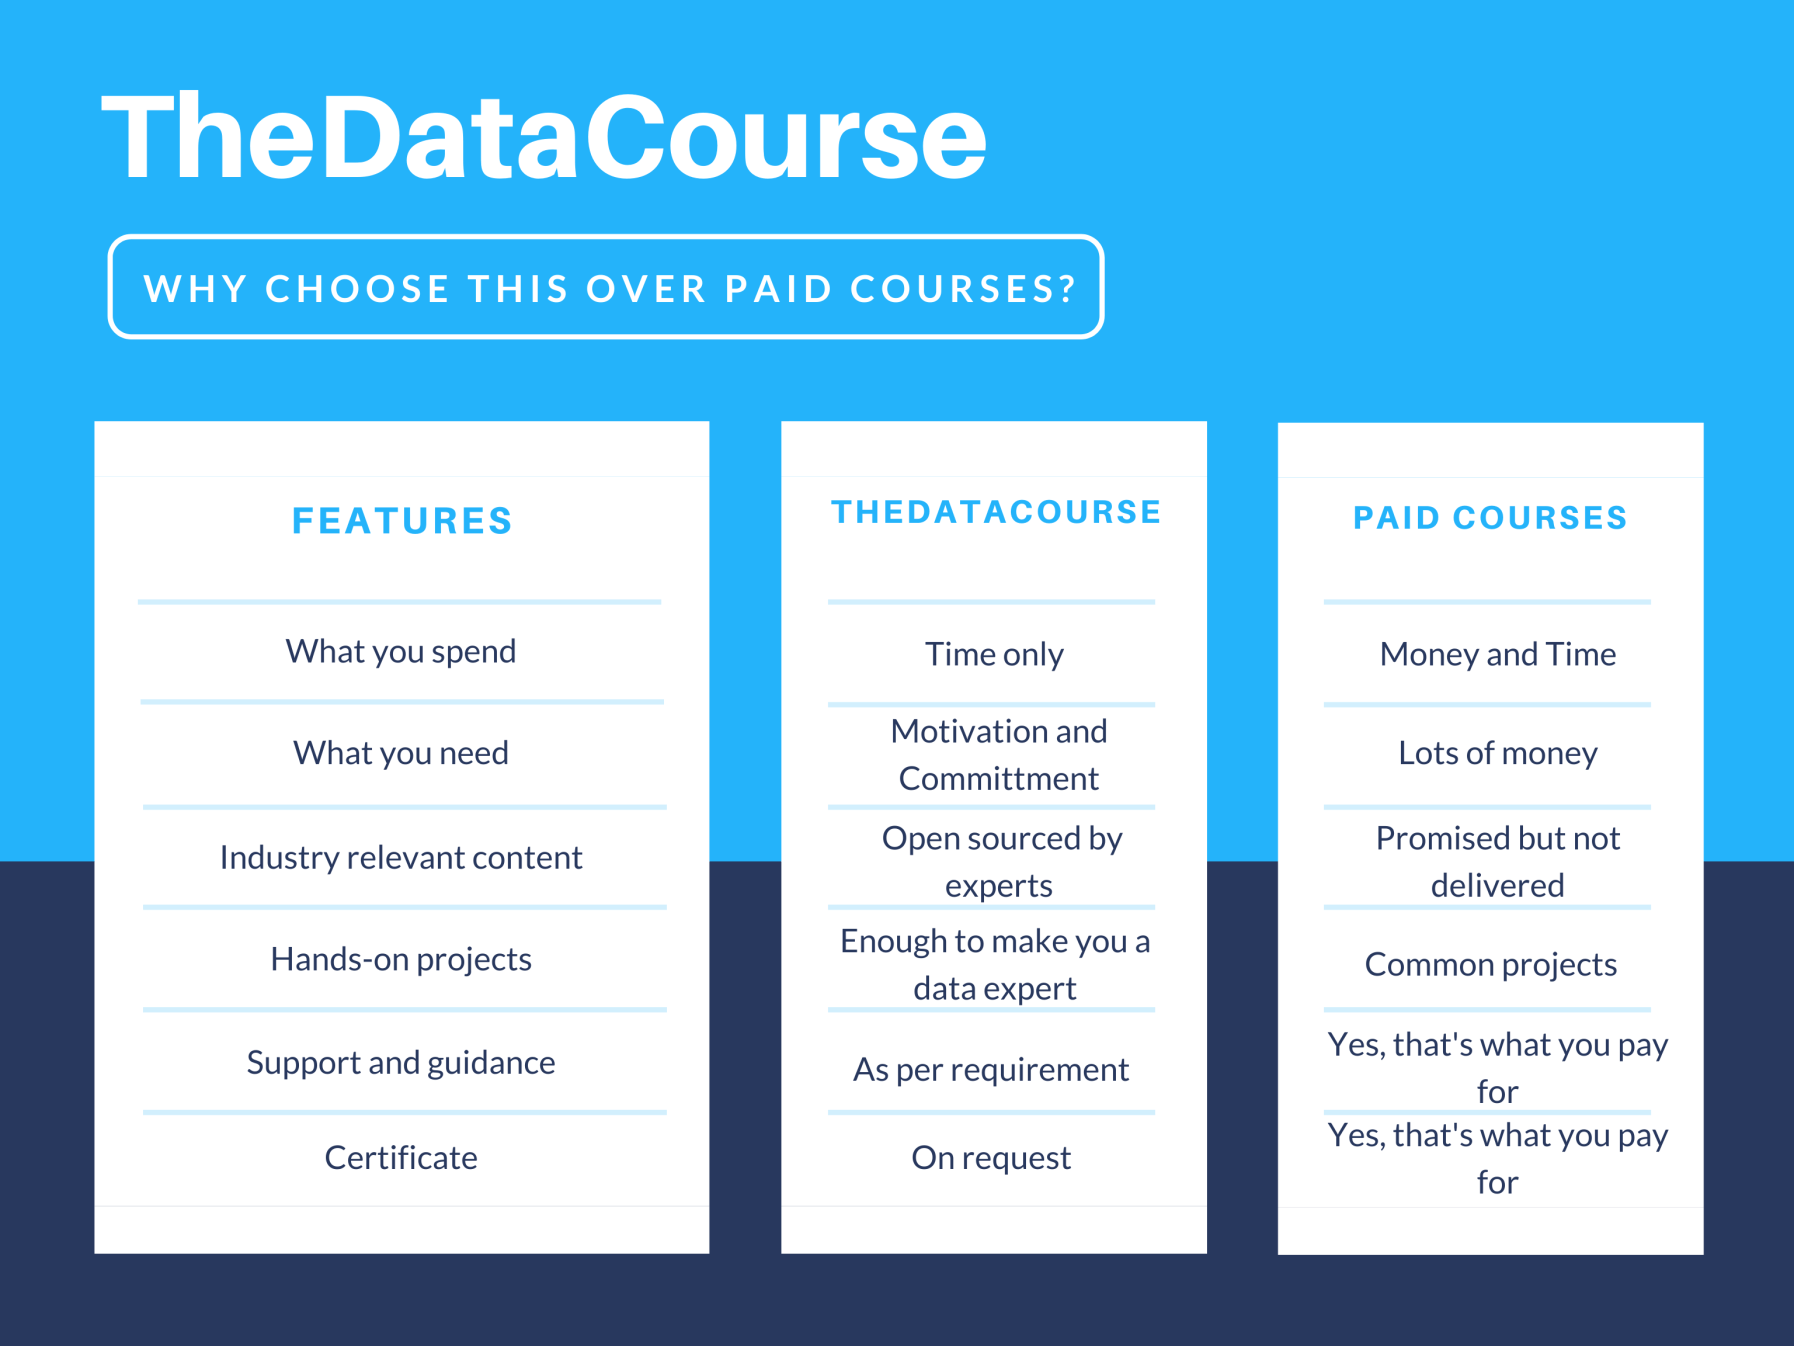 TheDataCourse
WHY CHOOSE THIS OVER PAID COURSES?
FEATURES
What you spend
What you need
Industry relevant content
Hands-on projects
Support and guidance
Certificate
THEDATACOURSE
Time only
Motivation and
Committment
Open sourced by
experts
Enough to make you a
data expert
As per requirement
On request
PAID COURSES
Money and Time
Lots of money
Promised but not
delivered
Common projects
Yes, that's what you pay
for
Yes, that's what you pay
for